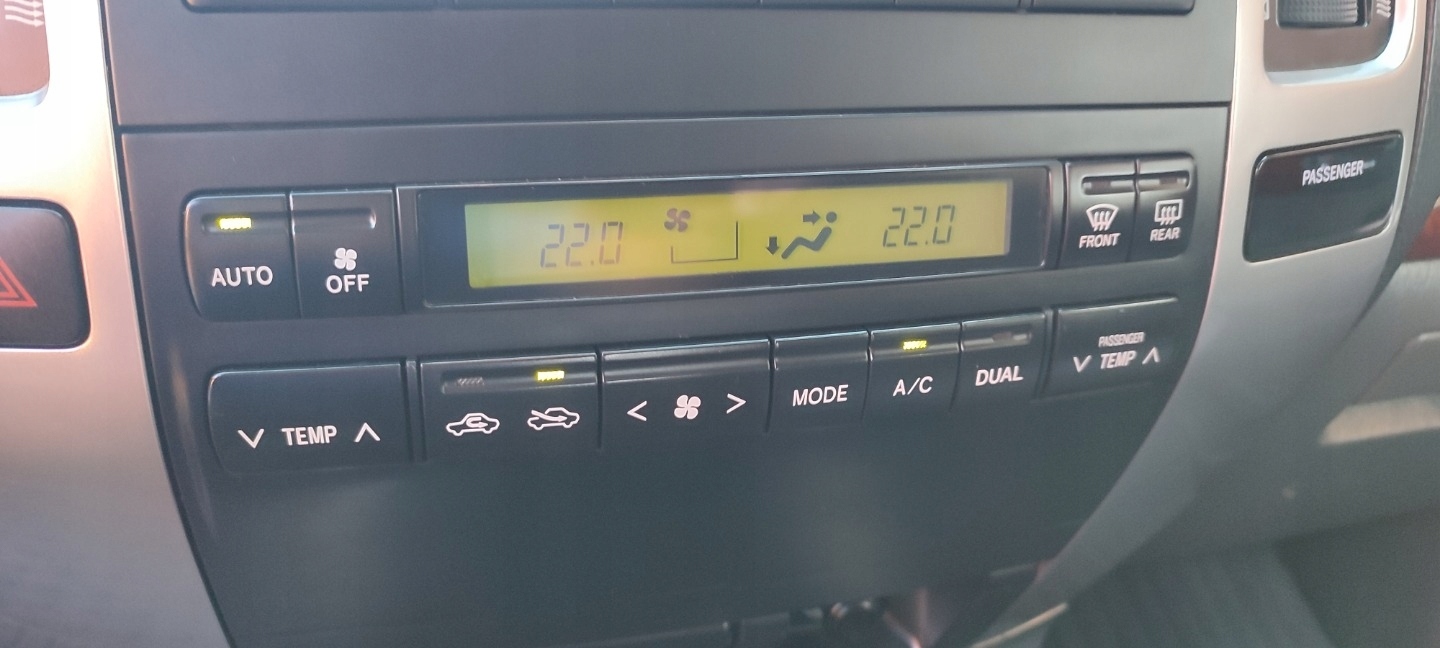 PASSENGER
22.0 22.0
AUTO
OFF
FRONT
REAR
TEMP
MODE
A/C
DUAL
PASSENGER
TEMP